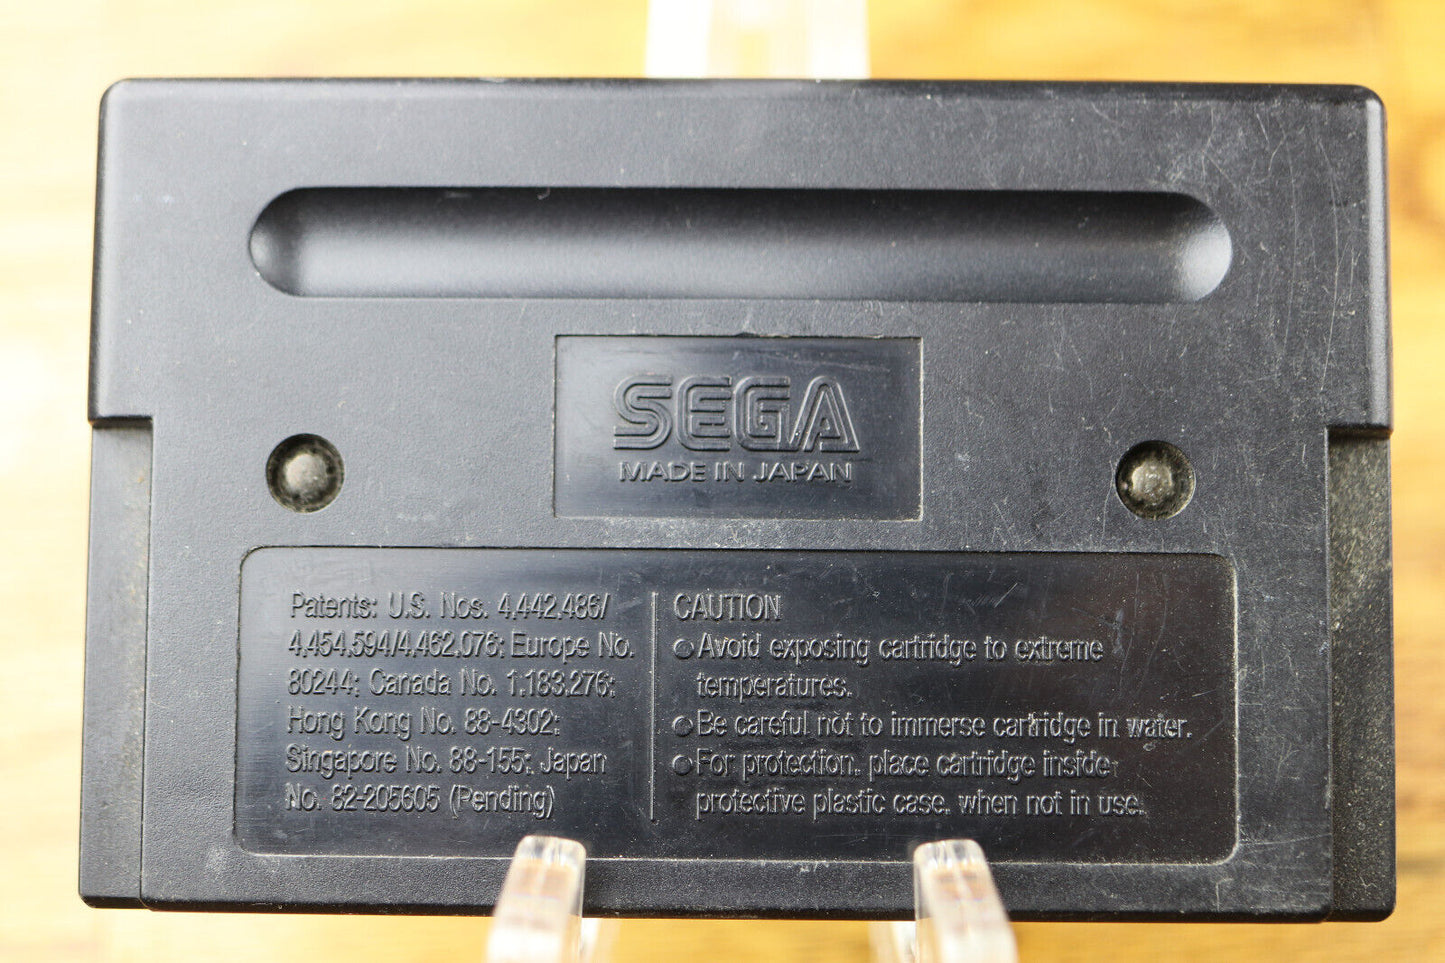 SEGA
MADE IN JAPAN
Patents: U.S. Nos. 4,442,486/
4,454,594/4,462,076; Europe No.
80244; Canada No. 1,183,276;
Hong Kong No. 88-4302;
Singapore No. 88-155; Japan
No. 82-205605 (Pending)
CAUTION
● Avoid exposing cartridge to extreme
temperatures.
● Be careful not to immerse cartridge in water.
● For protection, place cartridge inside
protective plastic case, when not in use.